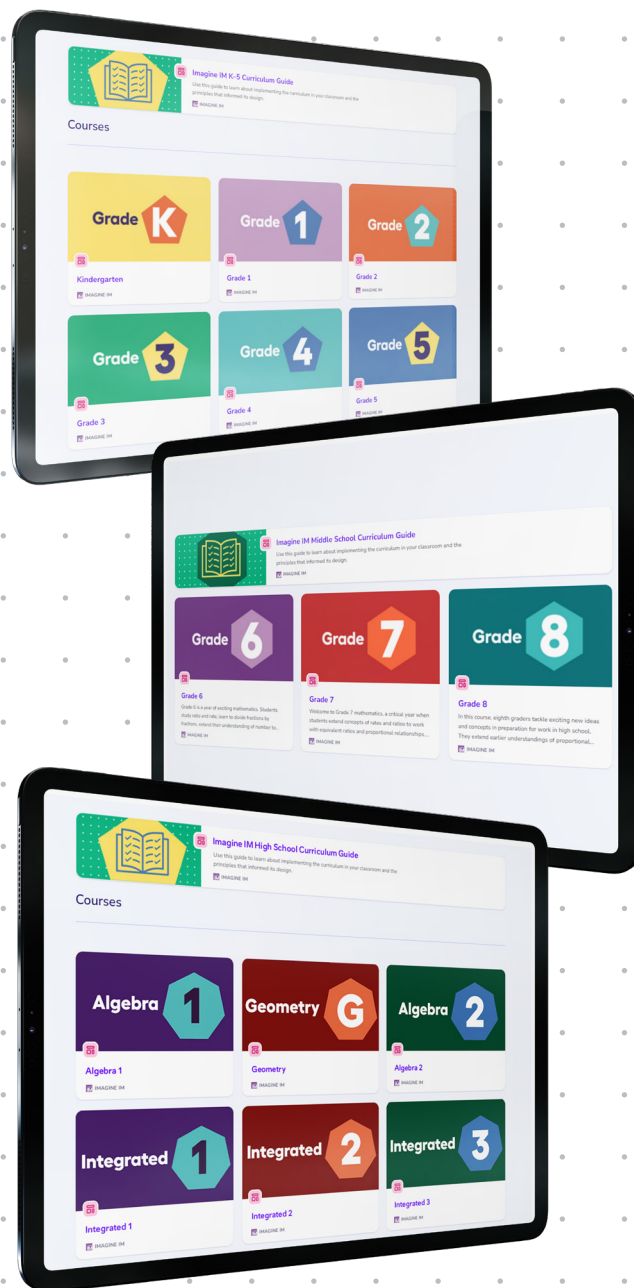 Imagine IM K-5 Curriculum Guide
Use this guide to learn about implementing the curriculum in your classroom and the
principles that informed its design.
IMAGINE IM
Courses
Grade K
Kindergarten
IMAGINE IM
Grade 1
Grade 1
IMAGINE IM
Grade 2
Grade 2
IMAGINE IM
Grade 3
Grade 3
IMAGINE IM
Grade 4
Grade 4
IMAGINE IM
Grade 5
Grade 5
IMAGINE IM
Imagine IM Middle School Curriculum Guide
Use this guide to learn about implementing the curriculum in your classroom and the
principles that informed its design.
IMAGINE IM
Grade 6
Grade 6
Grade 6 is a year of exciting mathematics. Students
study rate and ratio, learn to divide fractions by
fractions, extend their understanding of number to...
IMAGINE IM
Grade 7
Grade 7
Welcome to Grade 7 mathematics, a critical year when
students extend concepts of rates and ratios to work
with equivalent ratios and proportional relationships...
IMAGINE IM
Grade 8
Grade 8
In this course, eighth graders tackle exciting new ideas
and concepts in preparation for work in high school.
They extend earlier understandings of proportional...
IMAGINE IM
Imagine IM High School Curriculum Guide
Use this guide to learn about implementing the curriculum in your classroom and the
principles that informed its design.
IMAGINE IM
Courses
Algebra 1
Algebra 1
IMAGINE IM
Geometry G
Geometry
IMAGINE IM
Algebra 2
Algebra 2
IMAGINE IM
Integrated 1
Integrated 1
IMAGINE IM
Integrated 2
Integrated 2
IMAGINE IM
Integrated 3
Integrated 3
IMAGINE IM